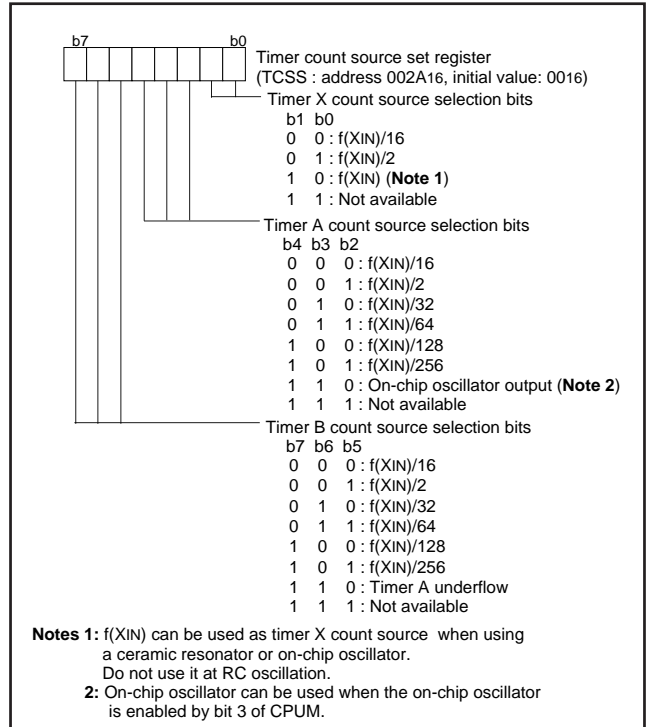 b7 b0
Timer count source set register
(TCSS : address 002A16, initial value: 0016)
Timer X count source selection bits
b1 b0
0 0 : f(XIN)/16
0 1 : f(XIN)/2
1 0 : f(XIN) (Note 1)
1 1 : Not available
Timer A count source selection bits
b4 b3 b2
0 0 0 : f(XIN)/16
0 0 1 : f(XIN)/2
0 1 0 : f(XIN)/32
0 1 1 : f(XIN)/64
1 0 0 : f(XIN)/128
1 0 1 : f(XIN)/256
1 1 0 : On-chip oscillator output (Note 2)
1 1 1 : Not available
Timer B count source selection bits
b7 b6 b5
0 0 0 : f(XIN)/16
0 0 1 : f(XIN)/2
0 1 0 : f(XIN)/32
0 1 1 : f(XIN)/64
1 0 0 : f(XIN)/128
1 0 1 : f(XIN)/256
1 1 0 : Timer A underflow
1 1 1 : Not available
Notes 1: f(XIN) can be used as timer X count source when using
a ceramic resonator or on-chip oscillator.
Do not use it at RC oscillation.
2: On-chip oscillator can be used when the on-chip oscillator
is enabled by bit 3 of CPUM.